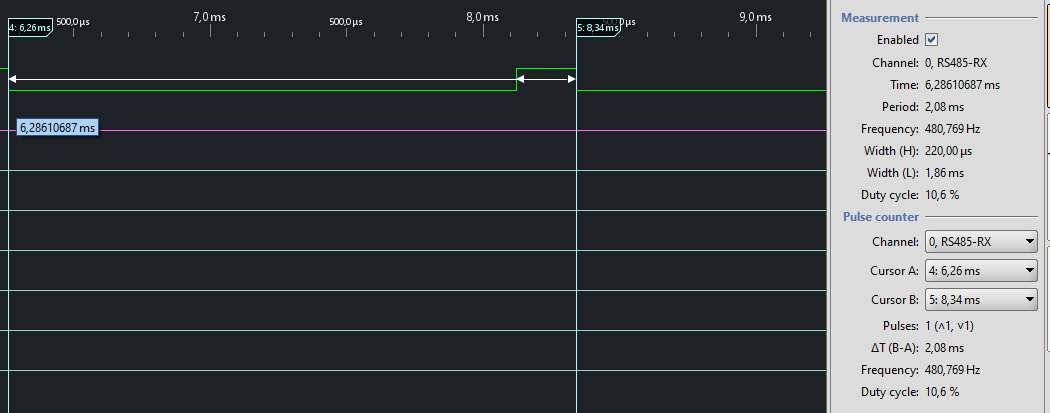 4: 6,26 ms
500,0 µs
7,0 ms
500,0 µs
8,0 ms
5: 8,34 ms
9,0 ms
6,28610687 ms
Measurement
Enabled
Channel: 0, RS485-RX
Time: 6,28610687 ms
Period: 2,08 ms
Frequency: 480,769 Hz
Width (H): 220,00 µs
Width (L): 1,86 ms
Duty cycle: 10,6 %
Pulse counter
Channel: 0, RS485-RX
Cursor A: 4: 6,26 ms
Cursor B: 5: 8,34 ms
Pulses: 1 (˄1, ˅1)
ΔT (B-A): 2,08 ms
Frequency: 480,769 Hz
Duty cycle: 10,6 %